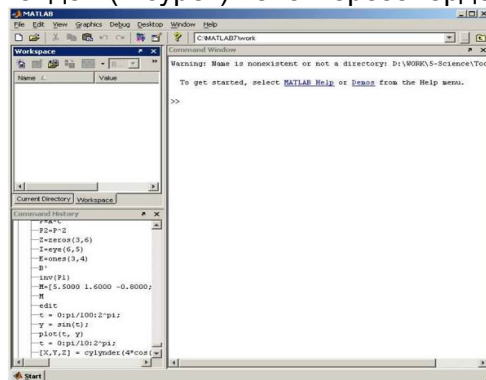 MATLAB
File Edit View Graphics Debug Desktop Window Help
C:\MATLAB7\work
Workspace
Name Value
Current Directory Workspace
Command History
P2=P^2
Z=zeros(3,6)
I=eye(6,5)
E=ones(3,4)
B'
inv(P1)
M=[5.5000 1.6000 -0.8000;
M
edit
t = 0:pi/100:2*pi;
y = sin(t);
plot(t, y)
t = 0:pi/10:2*pi;
[X,Y,Z] = cylynder(4*cos(
Command Window
Warning: Name is nonexistent or not a directory: D:\WORK\S-Science\Too
To get started, select MATLAB Help or Demos from the Help menu.
>>
Start